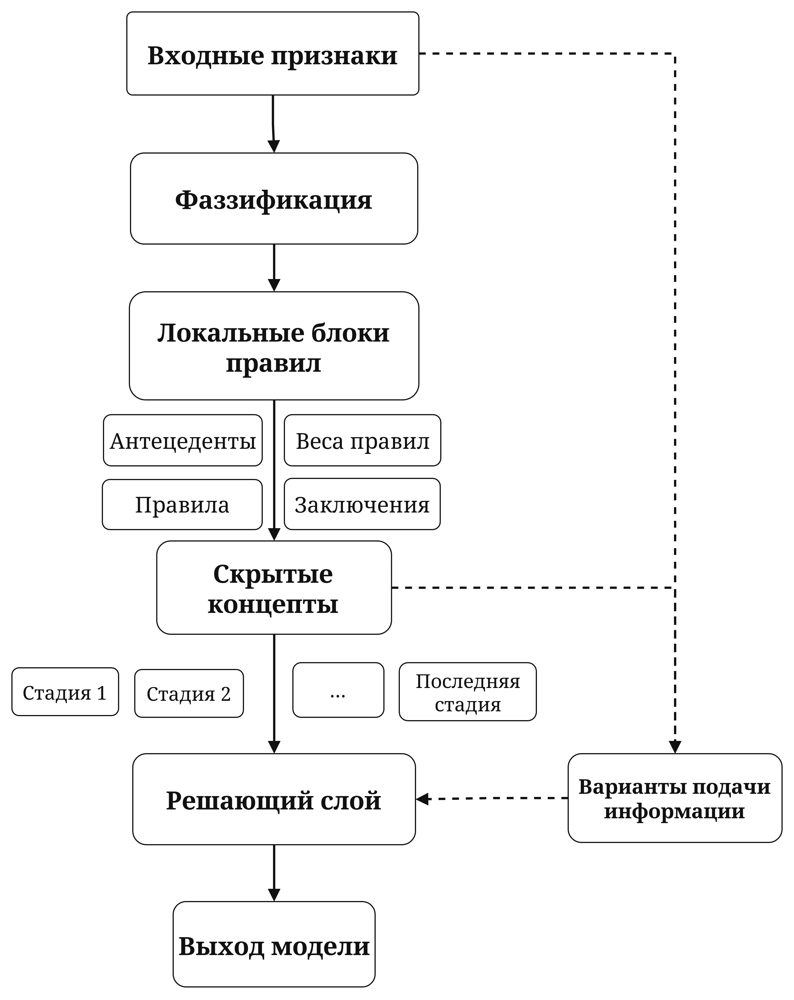 Входные признаки
Фаззификация
Локальные блоки
правил
Антецеденты
Веса правил
Правила
Заключения
Скрытые
концепты
Стадия 1
Стадия 2
...
Последняя
стадия
Решающий слой
Варианты подачи
информации
Выход модели